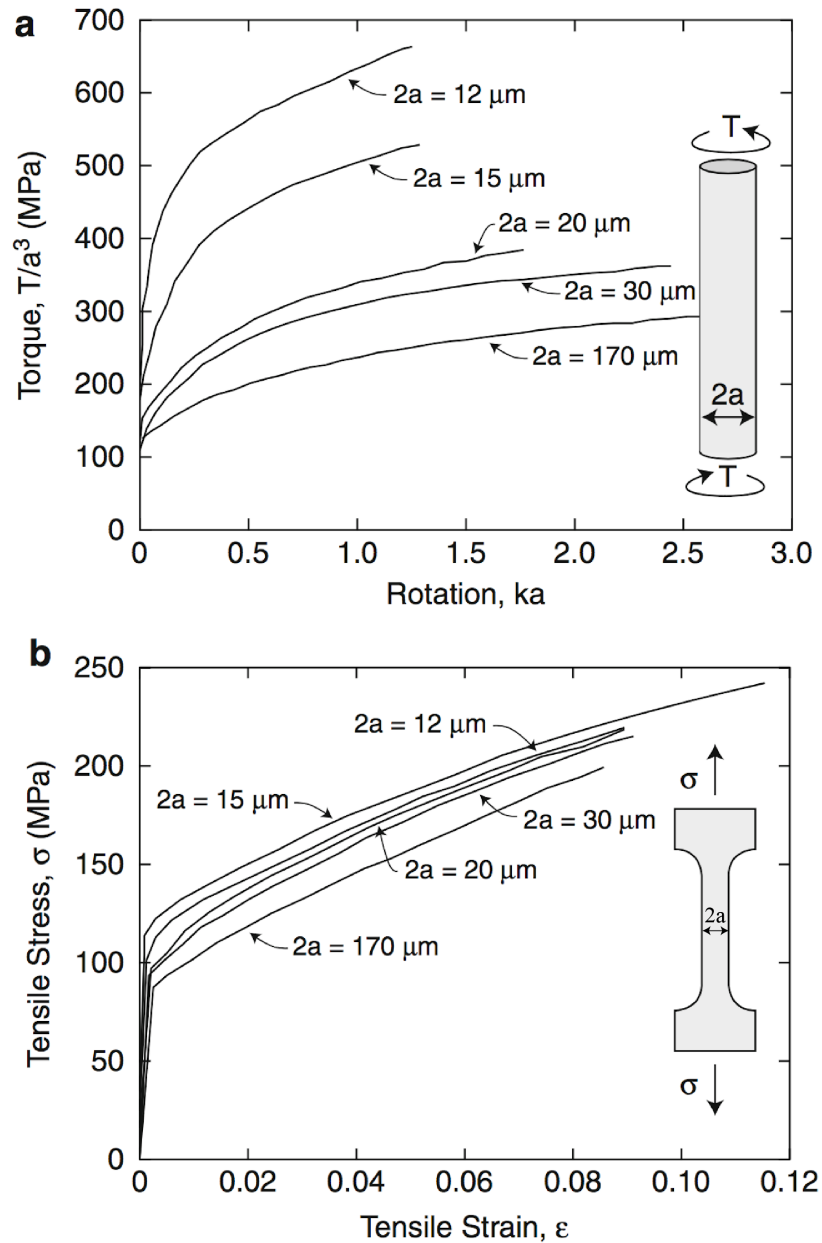 a
700
600
500
400
300
200
100
0
Torque, T/a³ (MPa)
2a = 12 μm
2a = 15 μm
2a = 20 μm
2a = 30 μm
2a = 170 μm
T
2a
T
0 0.5 1.0 1.5 2.0 2.5 3.0
Rotation, ka
b
250
200
150
100
50
0
Tensile Stress, σ (MPa)
2a = 12 μm
2a = 15 μm
2a = 30 μm
2a = 20 μm
2a = 170 μm
σ
2a
σ
0 0.02 0.04 0.06 0.08 0.10 0.12
Tensile Strain, ε